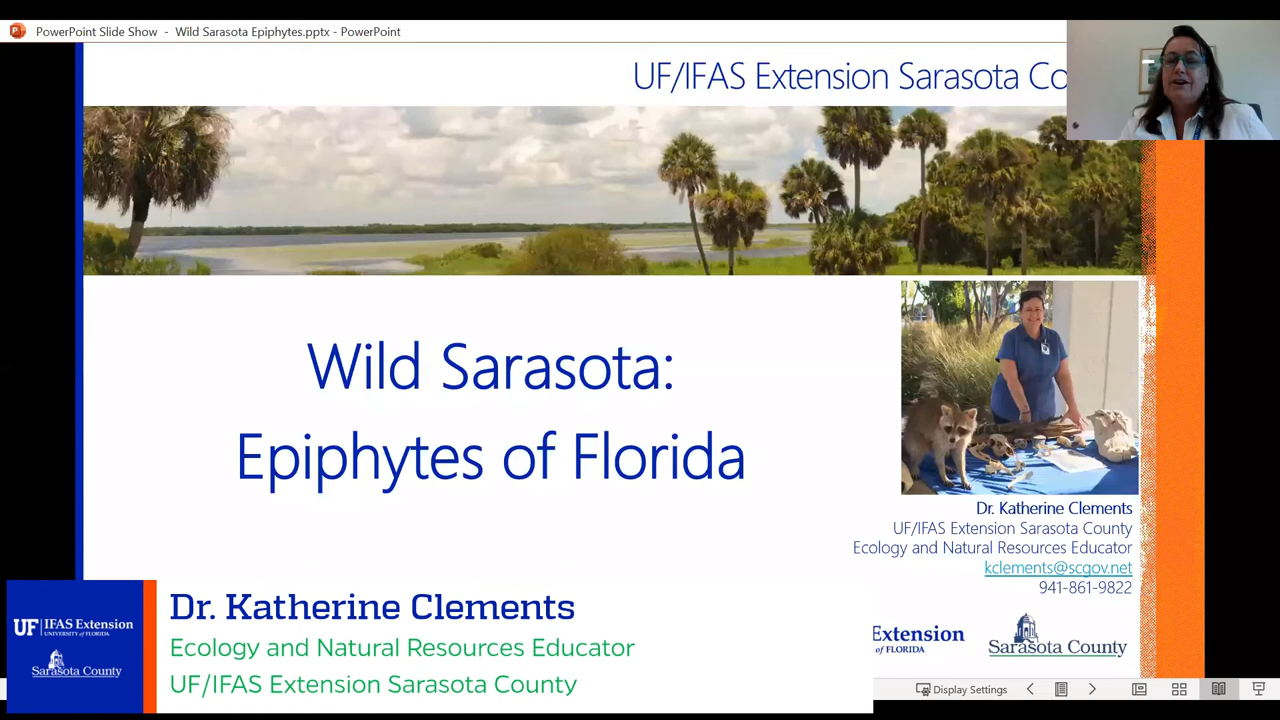 PowerPoint Slide Show - Wild Sarasota Epiphytes.pptx - PowerPoint
UF/IFAS Extension Sarasota Co
Wild Sarasota:
Epiphytes of Florida
Dr. Katherine Clements
UF/IFAS Extension Sarasota County
Ecology and Natural Resources Educator
kclements@scgov.net
941-861-9822
Extension
of FLORIDA
Sarasota County
UF IFAS Extension
UNIVERSITY of FLORIDA
Sarasota County
Dr. Katherine Clements
Ecology and Natural Resources Educator
UF/IFAS Extension Sarasota County
Display Settings